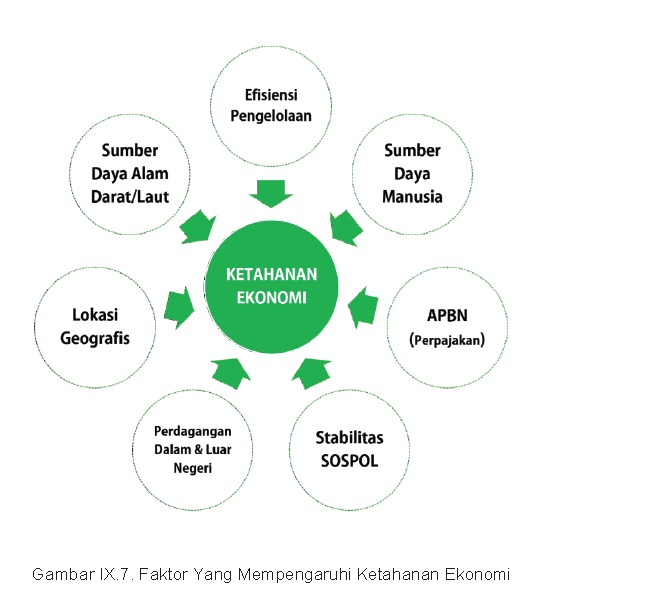 Efisiensi
Pengelolaan
Sumber
Daya Alam
Darat/Laut
Sumber
Daya
Manusia
KETAHANAN
EKONOMI
Lokasi
Geografis
APBN
(Perpajakan)
Perdagangan
Dalam & Luar
Negeri
Stabilitas
SOSPOL
Gambar IX.7. Faktor Yang Mempengaruhi Ketahanan Ekonomi